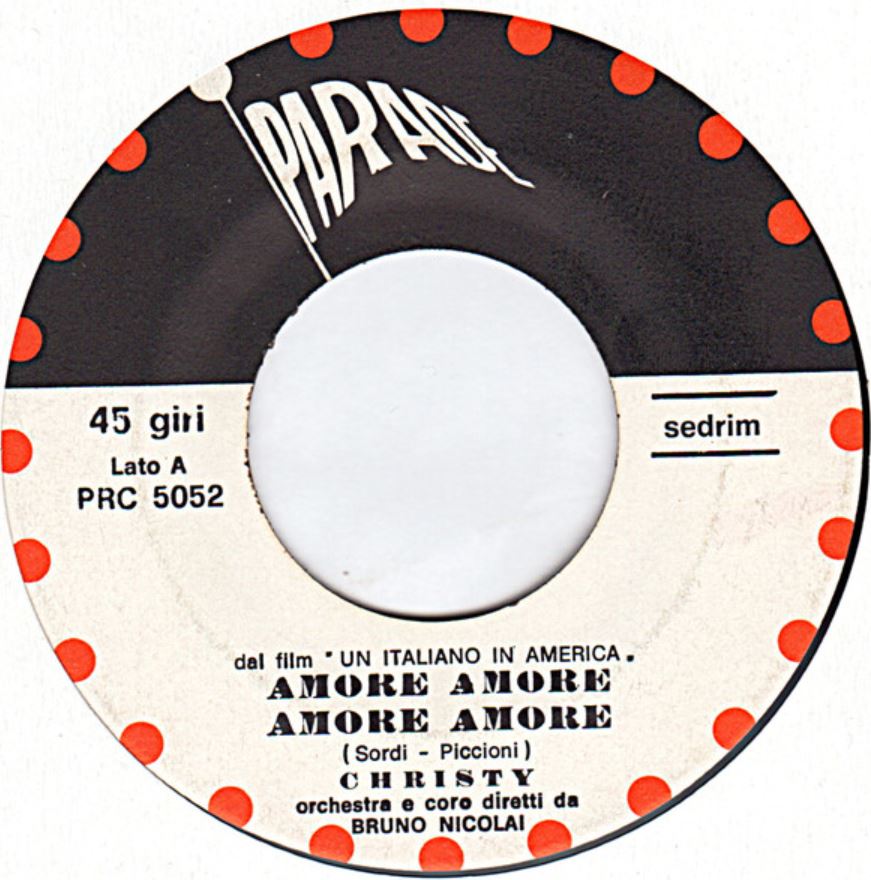 PARADE
45 giri
Lato A
PRC 5052
sedrim
dal film "UN ITALIANO IN AMERICA"
AMORE AMORE
AMORE AMORE
(Sordi - Piccioni)
CHRISTY
orchestra e coro diretti da
BRUNO NICOLAI